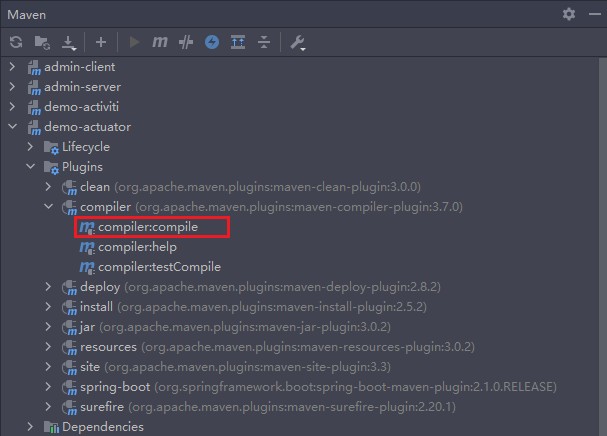 Maven
admin-client
admin-server
demo-activiti
demo-actuator
Lifecycle
Plugins
clean (org.apache.maven.plugins:maven-clean-plugin:3.0.0)
compiler (org.apache.maven.plugins:maven-compiler-plugin:3.7.0)
compiler:compile
compiler:help
compiler:testCompile
deploy (org.apache.maven.plugins:maven-deploy-plugin:2.8.2)
install (org.apache.maven.plugins:maven-install-plugin:2.5.2)
jar (org.apache.maven.plugins:maven-jar-plugin:3.0.2)
resources (org.apache.maven.plugins:maven-resources-plugin:3.0.2)
site (org.apache.maven.plugins:maven-site-plugin:3.3)
spring-boot (org.springframework.boot:spring-boot-maven-plugin:2.1.0.RELEASE)
surefire (org.apache.maven.plugins:maven-surefire-plugin:2.20.1)
Dependencies